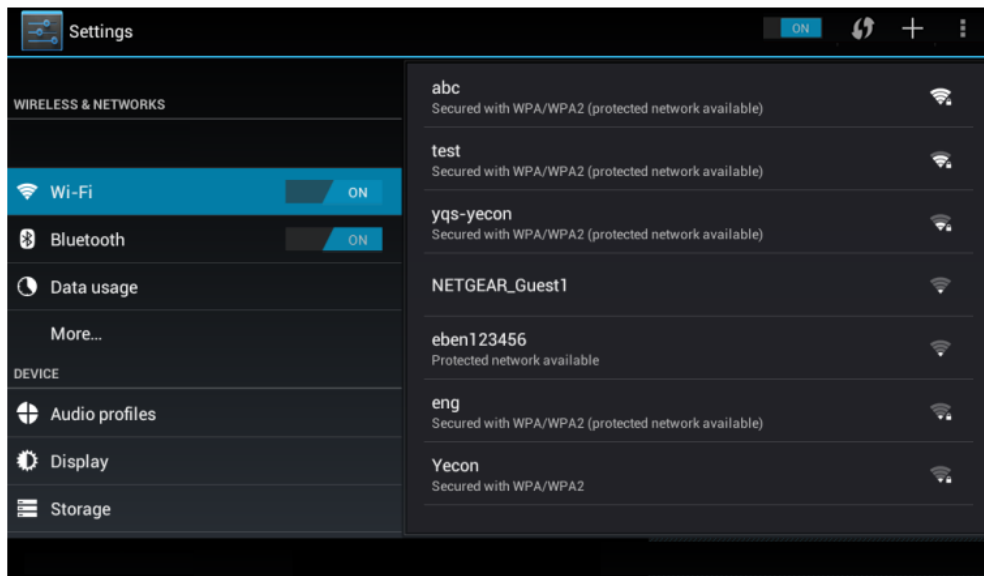 Settings
ON
WIRELESS & NETWORKS
Wi-Fi
ON
Bluetooth
ON
Data usage
More...
DEVICE
Audio profiles
Display
Storage
abc
Secured with WPA/WPA2 (protected network available)
test
Secured with WPA/WPA2 (protected network available)
yqs-yecon
Secured with WPA/WPA2 (protected network available)
NETGEAR_Guest1
eben123456
Protected network available
eng
Secured with WPA/WPA2 (protected network available)
Yecon
Secured with WPA/WPA2